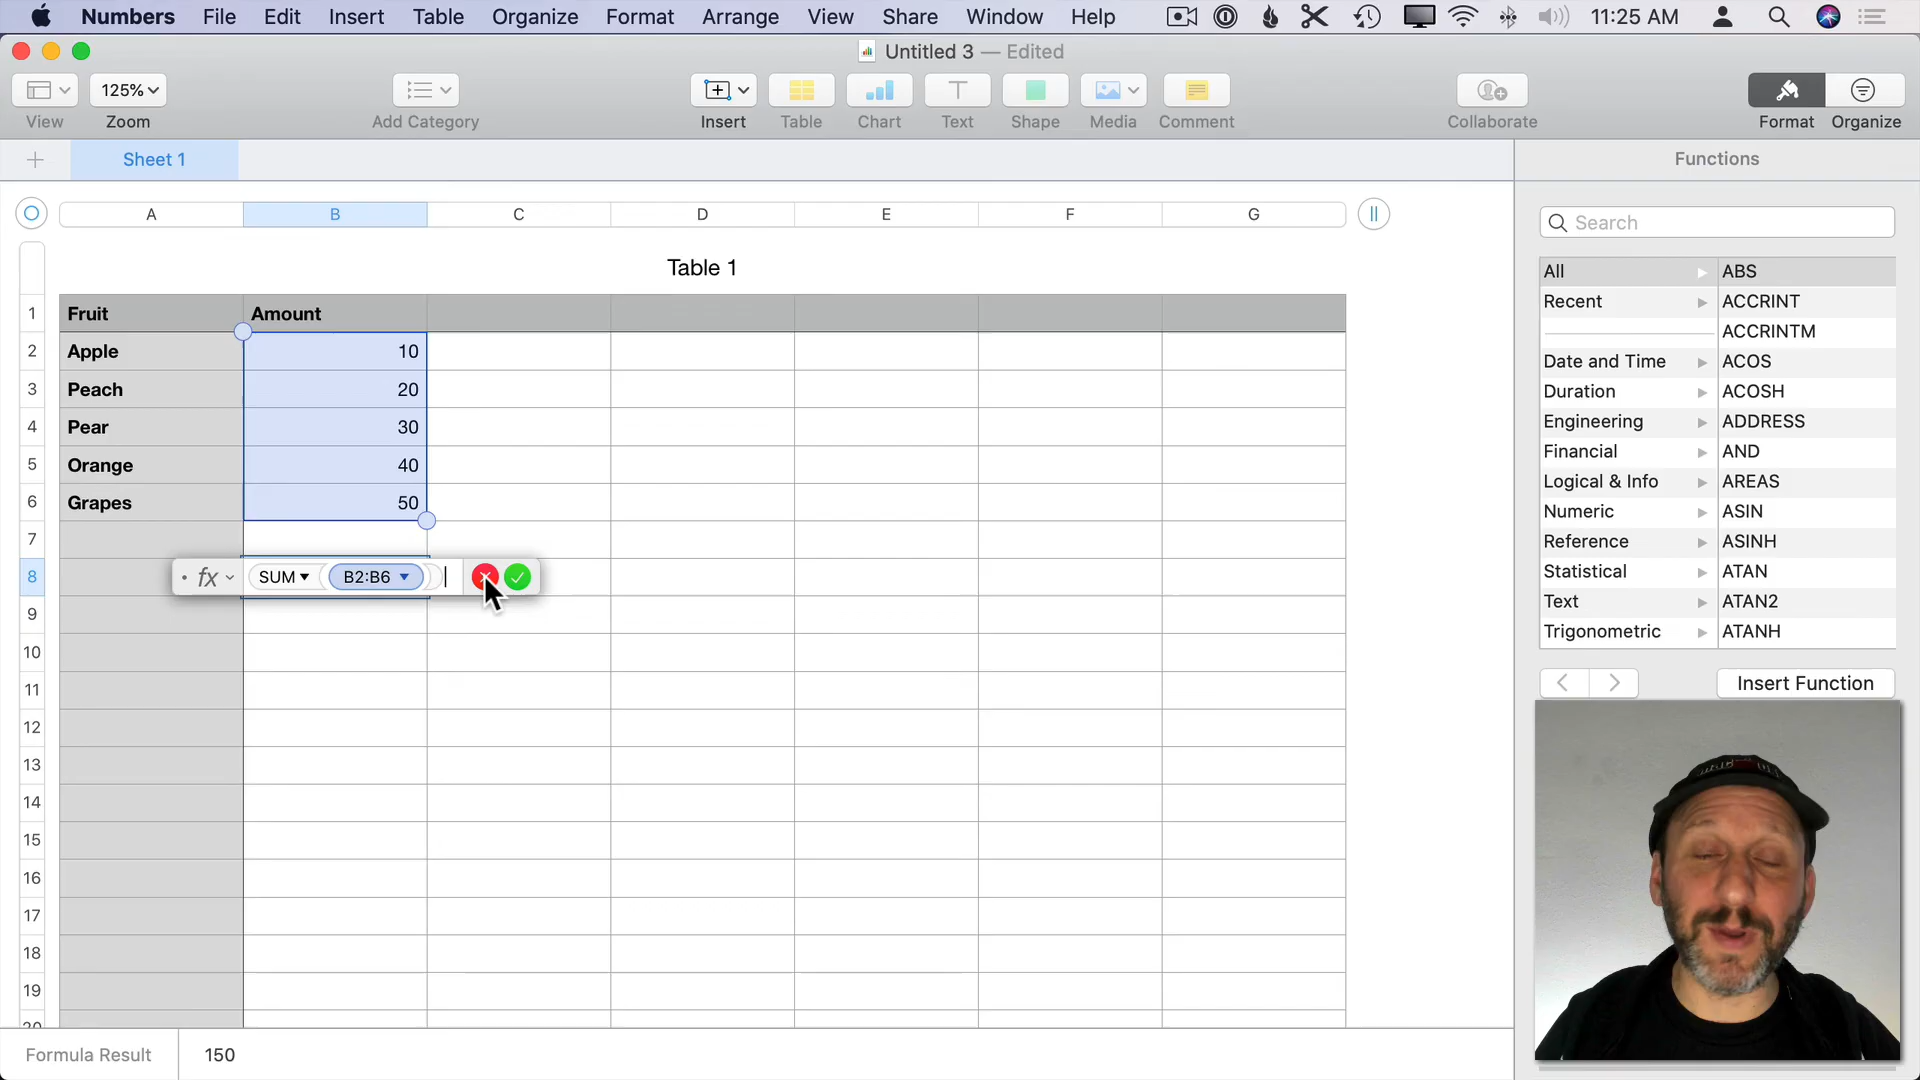 Numbers File Edit Insert Table Organize Format Arrange View Share Window Help 11:25 AM
Untitled 3 — Edited
125%
View Zoom Add Category Insert Table Chart Text Shape Media Comment Collaborate Format Organize
Sheet 1
Functions
A B C D E F G
Search
Table 1
All ABS
Recent ACCRINT
ACCRINTM
Date and Time ACOS
Duration ACOSH
Engineering ADDRESS
Financial AND
Logical & Info AREAS
Numeric ASIN
Reference ASINH
Statistical ATAN
Text ATAN2
Trigonometric ATANH
1 Fruit Amount
2 Apple 10
3 Peach 20
4 Pear 30
5 Orange 40
6 Grapes 50
7
8 fx SUM B2:B6
9
10
11
12
13
14
15
16
17
18
19
20
Insert Function
Formula Result 150